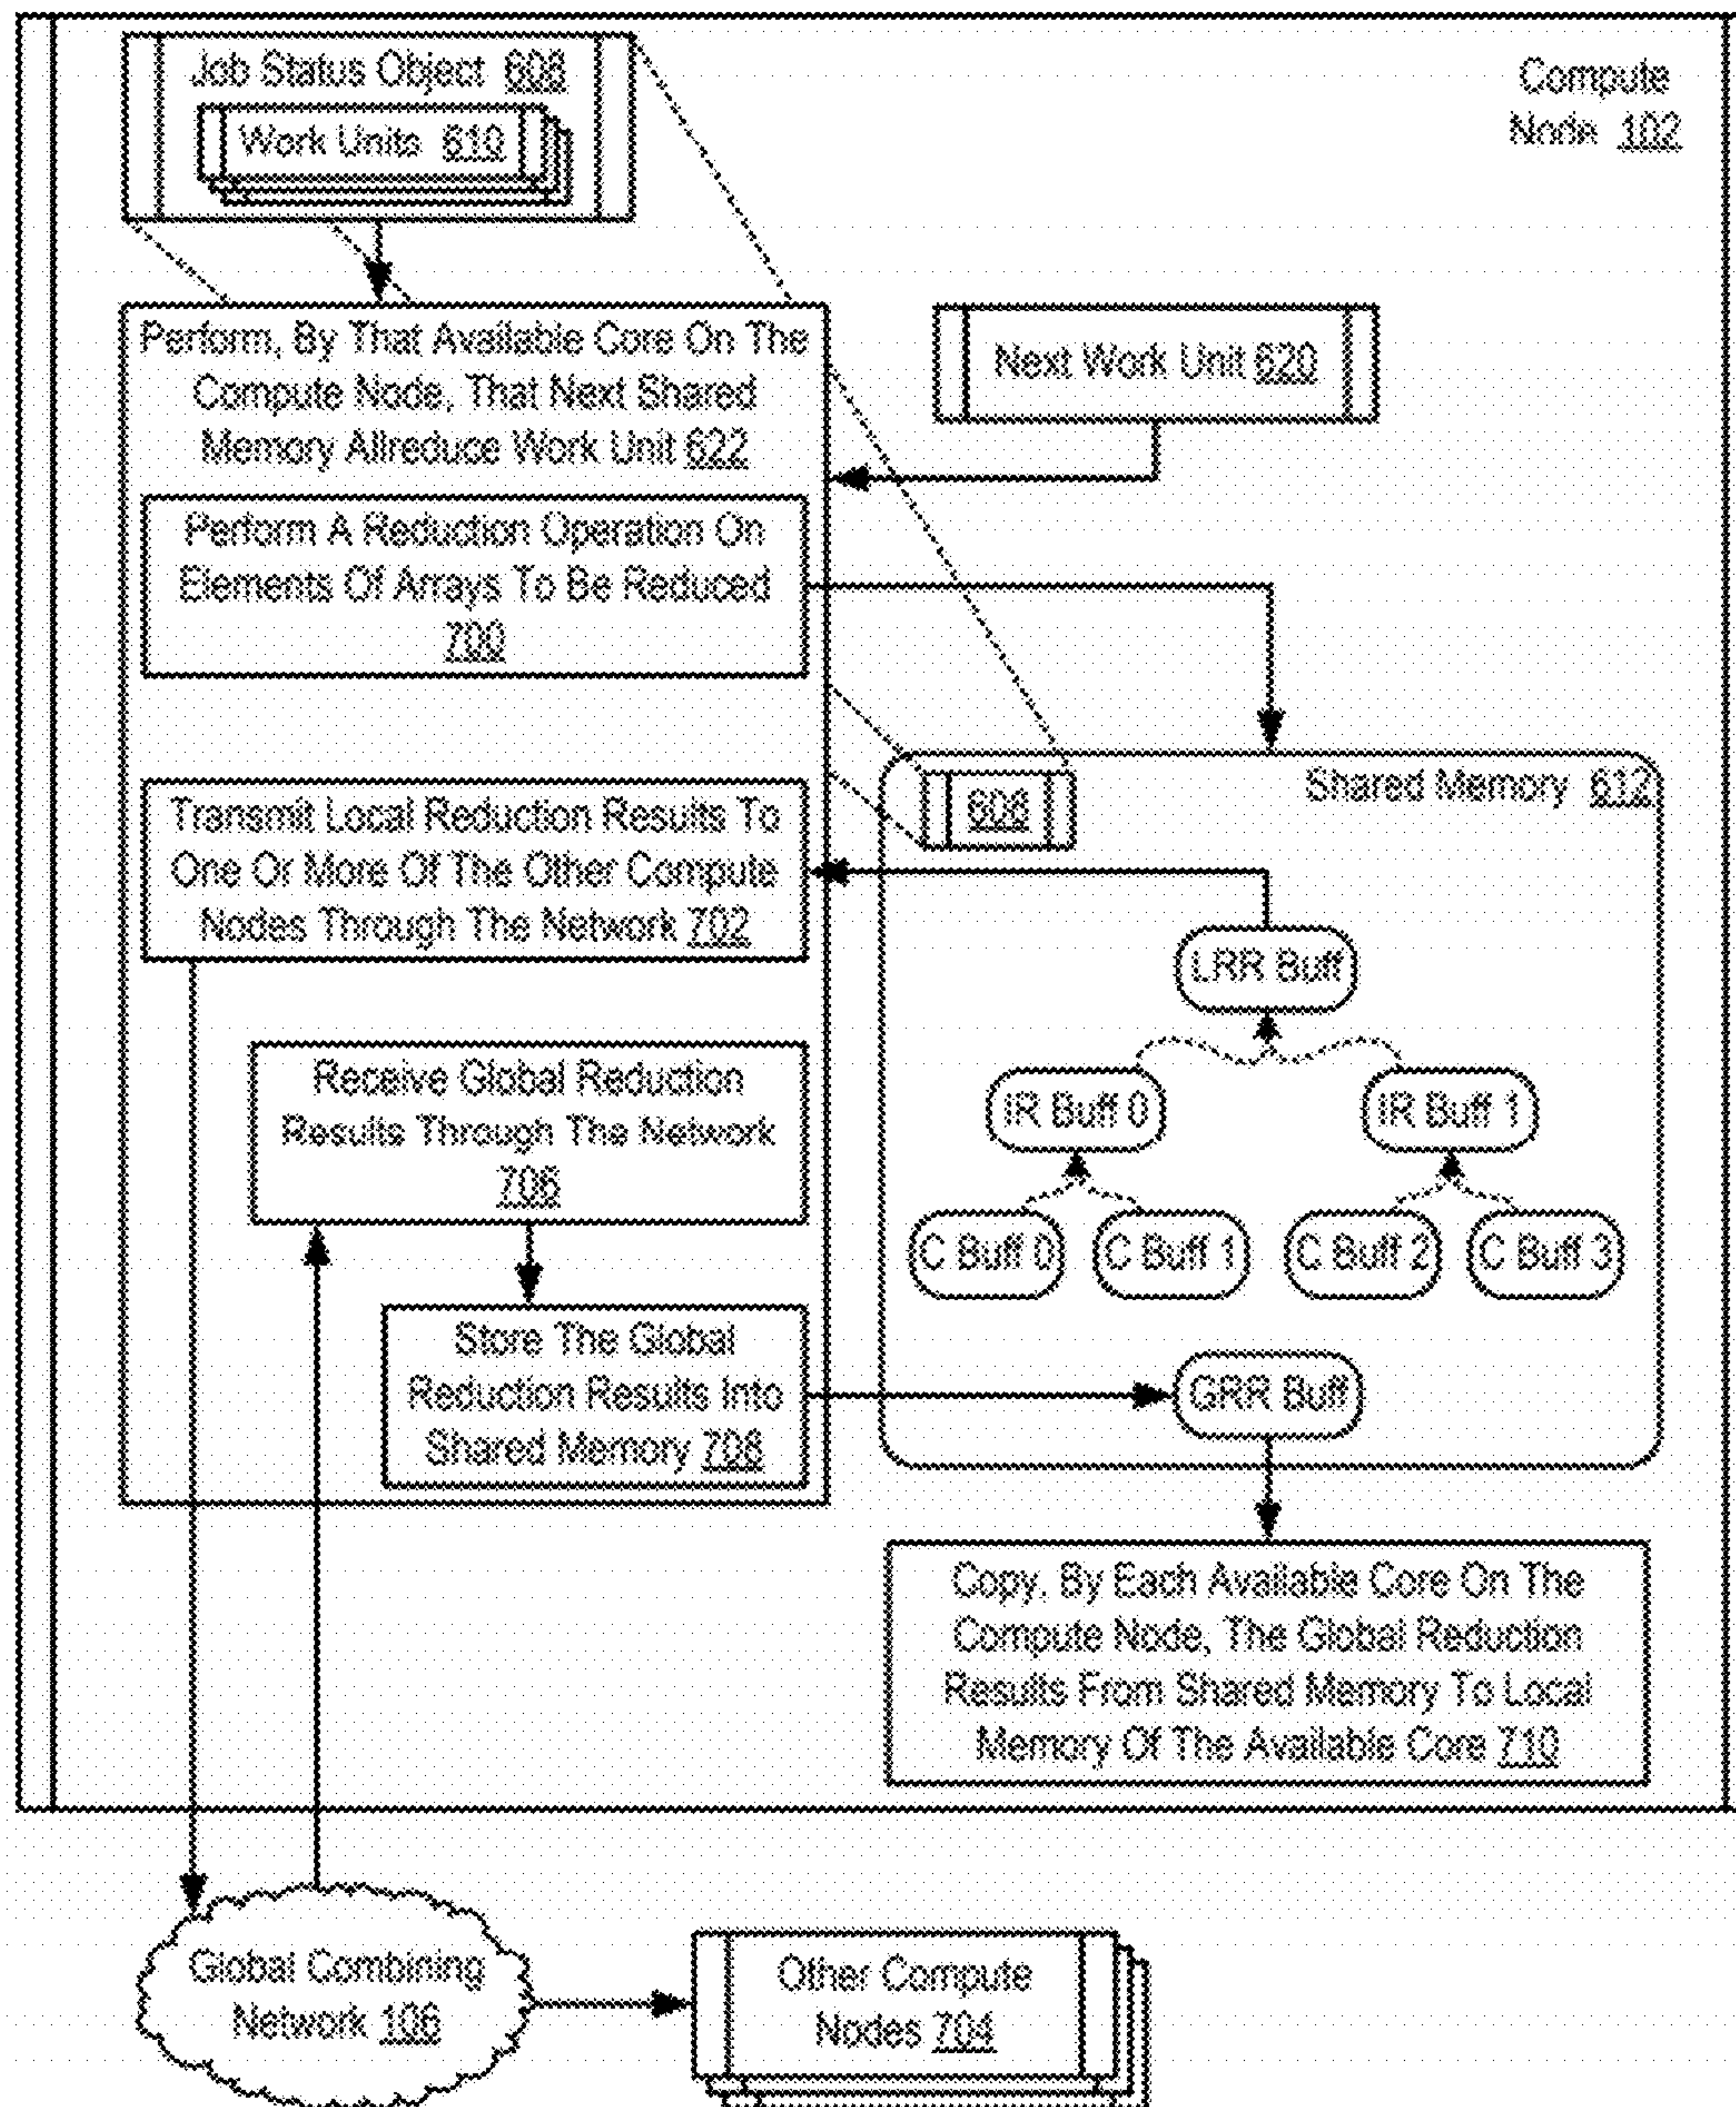 Job Status Object 608
Compute
Node 102
Work Units 610
Perform, By That Available Core On The
Compute Node, That Next Shared
Memory Allreduce Work Unit 622
Next Work Unit 620
Perform A Reduction Operation On
Elements Of Arrays To Be Reduced
700
608
Shared Memory 612
Transmit Local Reduction Results To
One Or More Of The Other Compute
Nodes Through The Network 702
LRR Buff
Receive Global Reduction
Results Through The Network
706
IR Buff 0
IR Buff 1
C Buff 0
C Buff 1
C Buff 2
C Buff 3
Store The Global
Reduction Results Into
Shared Memory 708
GRR Buff
Copy, By Each Available Core On The
Compute Node, The Global Reduction
Results From Shared Memory To Local
Memory Of The Available Core 710
Global Combining
Network 106
Other Compute
Nodes 704